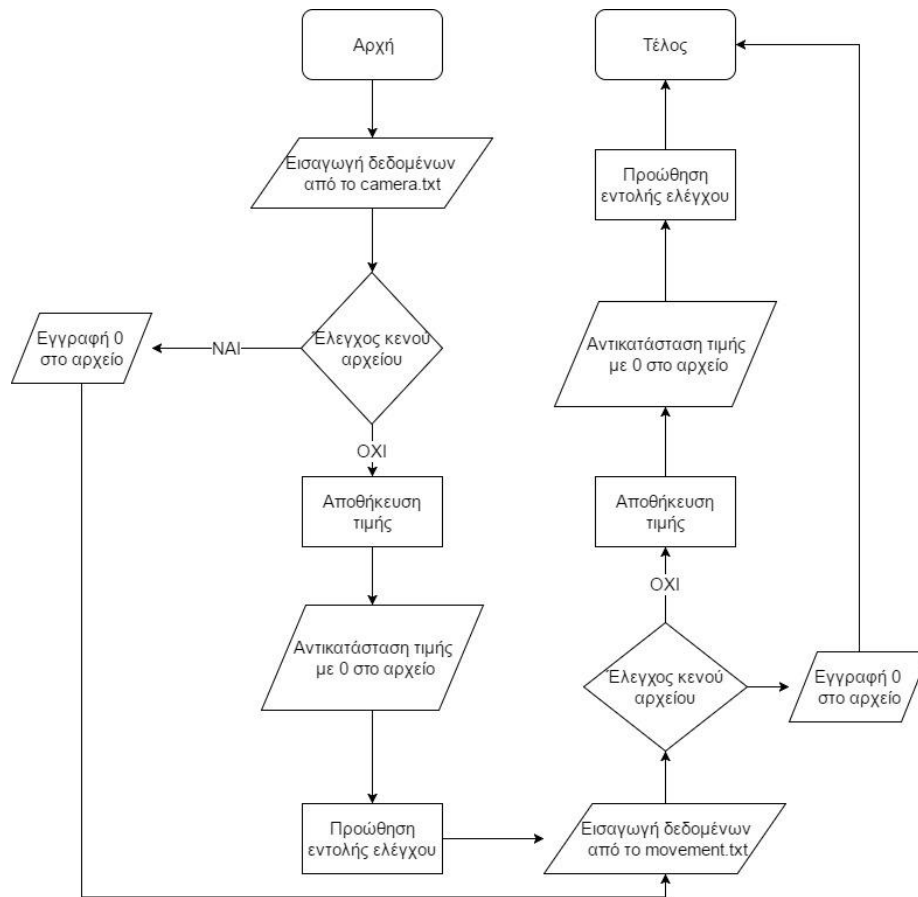 Αρχή
Εισαγωγή δεδομένων
από το camera.txt
Έλεγχος κενού
αρχείου
ΝΑΙ
Εγγραφή 0
στο αρχείο
ΟΧΙ
Αποθήκευση
τιμής
Αντικατάσταση τιμής
με 0 στο αρχείο
Προώθηση
εντολής ελέγχου
Εισαγωγή δεδομένων
από το movement.txt
Έλεγχος κενού
αρχείου
Εγγραφή 0
στο αρχείο
ΟΧΙ
Αποθήκευση
τιμής
Αντικατάσταση τιμής
με 0 στο αρχείο
Προώθηση
εντολής ελέγχου
Τέλος